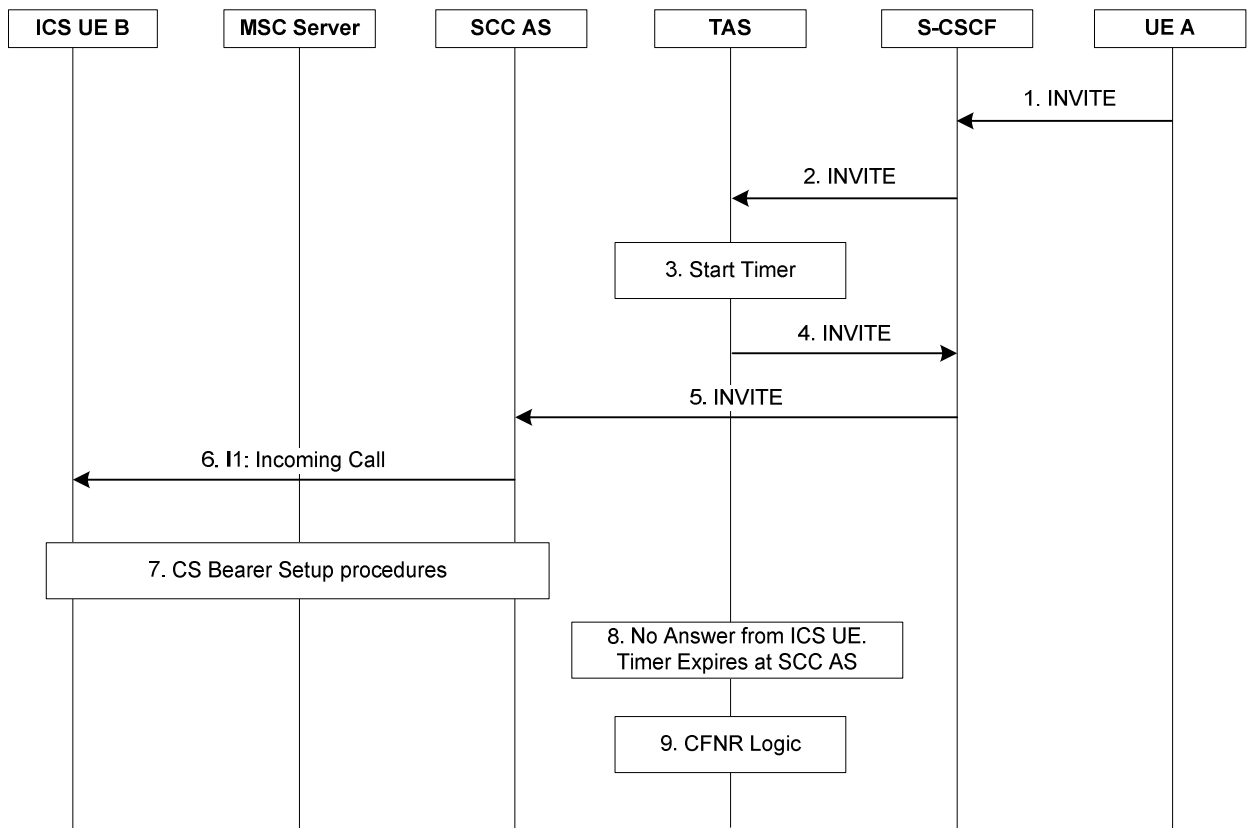 ICS UE B
MSC Server
SCC AS
TAS
S-CSCF
UE A
1. INVITE
2. INVITE
3. Start Timer
4. INVITE
5. INVITE
6. I1: Incoming Call
7. CS Bearer Setup procedures
8. No Answer from ICS UE.
Timer Expires at SCC AS
9. CFNR Logic